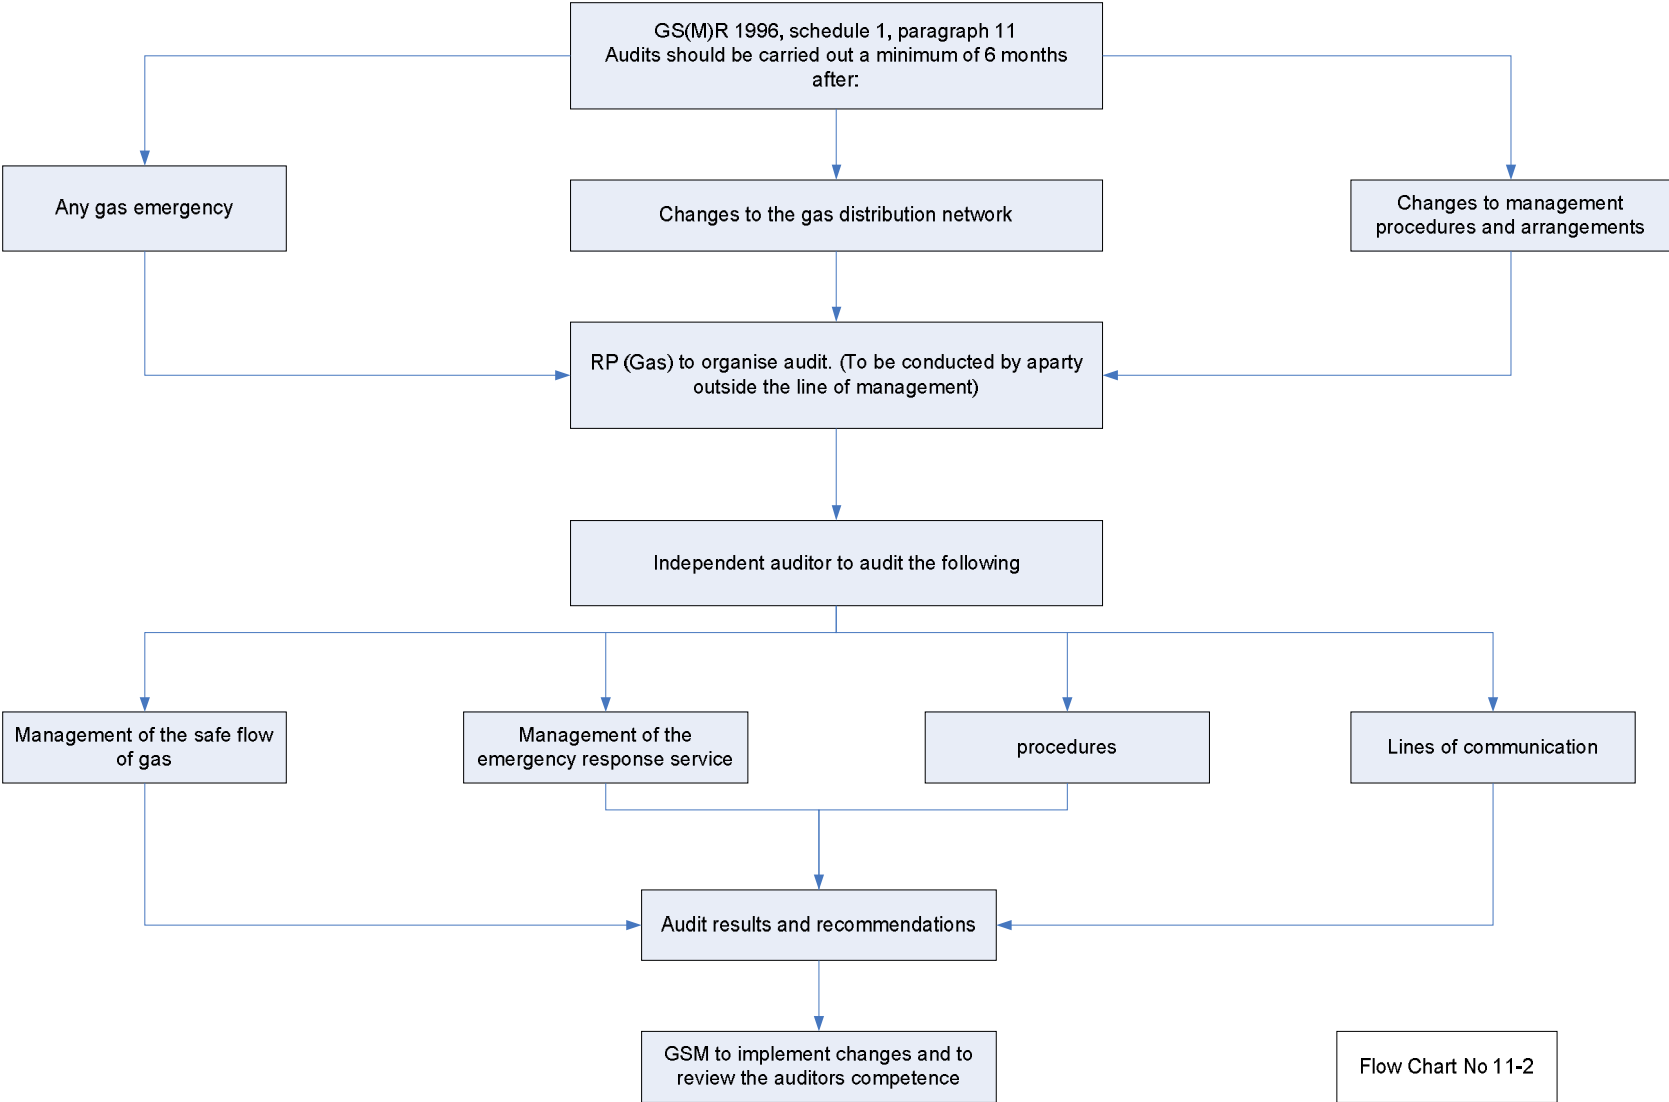 GS(M)R 1996, schedule 1, paragraph 11
Audits should be carried out a minimum of 6 months
after:
Any gas emergency
Changes to the gas distribution network
Changes to management
procedures and arrangements
RP (Gas) to organise audit. (To be conducted by aparty
outside the line of management)
Independent auditor to audit the following
Management of the safe flow
of gas
Management of the
emergency response service
procedures
Lines of communication
Audit results and recommendations
GSM to implement changes and to
review the auditors competence
Flow Chart No 11-2